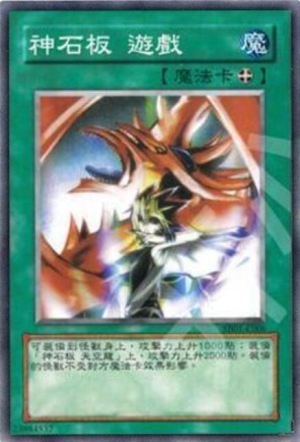 神石板 遊戲
魔
【魔法卡】
可裝備到怪獸身上，攻擊力上升1000點；裝備
「神石板 天空龍」上，攻擊力上升2000點。裝備
的怪獸不受對方魔法卡效果影響。